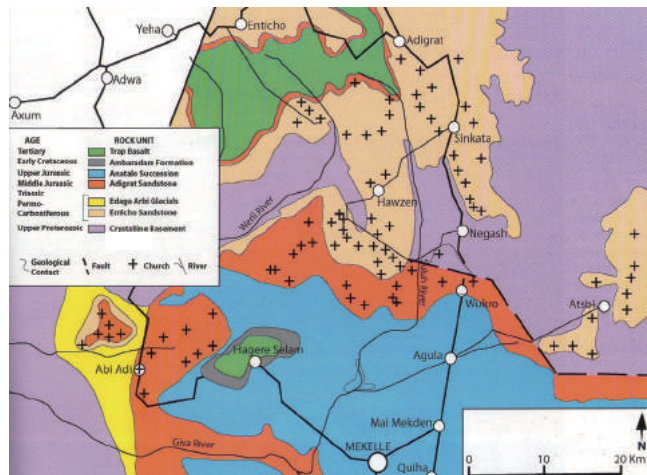 Yeha
Enticho
Adigrat
Adwa
Axum
Sinkata
AGE ROCK UNIT
Tertiary Trap Basalt
Early Cretaceous Ambaradam Formation
Upper Jurassic Anatalo Succession
Middle Jurassic Adigrat Sandstone
Triassic
Permo- Edaga Arbi Glacials
Carboniferous Erricho Sandstone
Upper Proterozoic Crystalline Basement
Geological Contact Fault Church River
Hawzen
Werii River
Negash
Wukro
Atsbi
Hagere Selam
Agula
Abi Adi
Mai Mekden
Giva River
MEKELLE
Quiha
N
0 10 20 Km